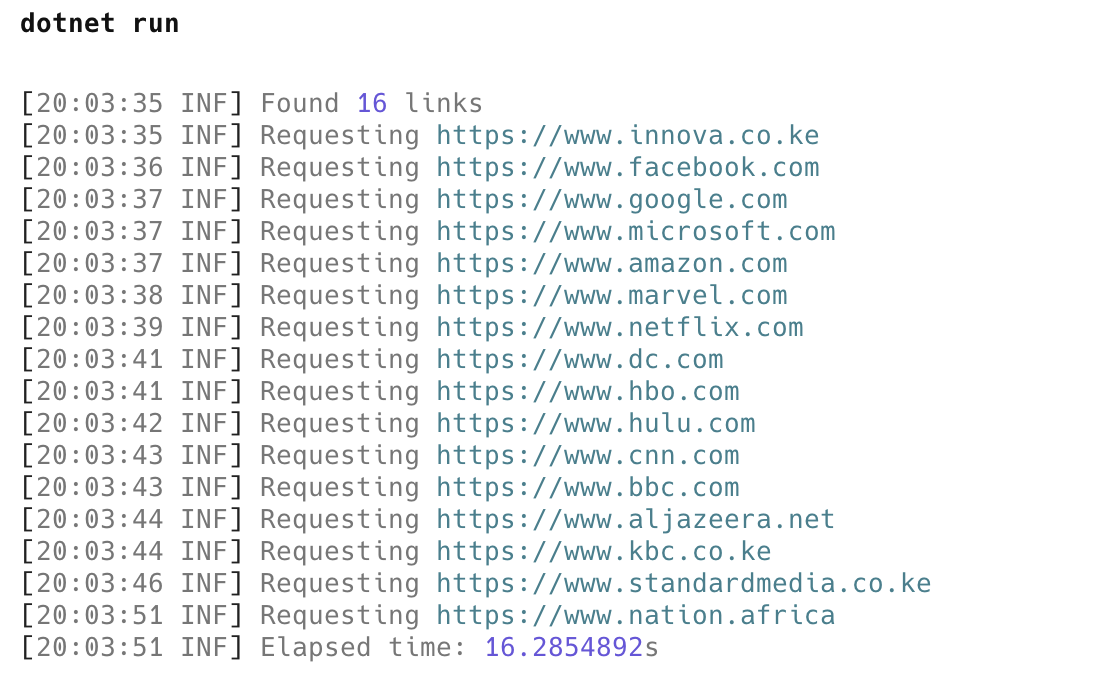 dotnet run
[20:03:35 INF] Found 16 links
[20:03:35 INF] Requesting https://www.innova.co.ke
[20:03:36 INF] Requesting https://www.facebook.com
[20:03:37 INF] Requesting https://www.google.com
[20:03:37 INF] Requesting https://www.microsoft.com
[20:03:37 INF] Requesting https://www.amazon.com
[20:03:38 INF] Requesting https://www.marvel.com
[20:03:39 INF] Requesting https://www.netflix.com
[20:03:41 INF] Requesting https://www.dc.com
[20:03:41 INF] Requesting https://www.hbo.com
[20:03:42 INF] Requesting https://www.hulu.com
[20:03:43 INF] Requesting https://www.cnn.com
[20:03:43 INF] Requesting https://www.bbc.com
[20:03:44 INF] Requesting https://www.aljazeera.net
[20:03:44 INF] Requesting https://www.kbc.co.ke
[20:03:46 INF] Requesting https://www.standardmedia.co.ke
[20:03:51 INF] Requesting https://www.nation.africa
[20:03:51 INF] Elapsed time: 16.2854892s